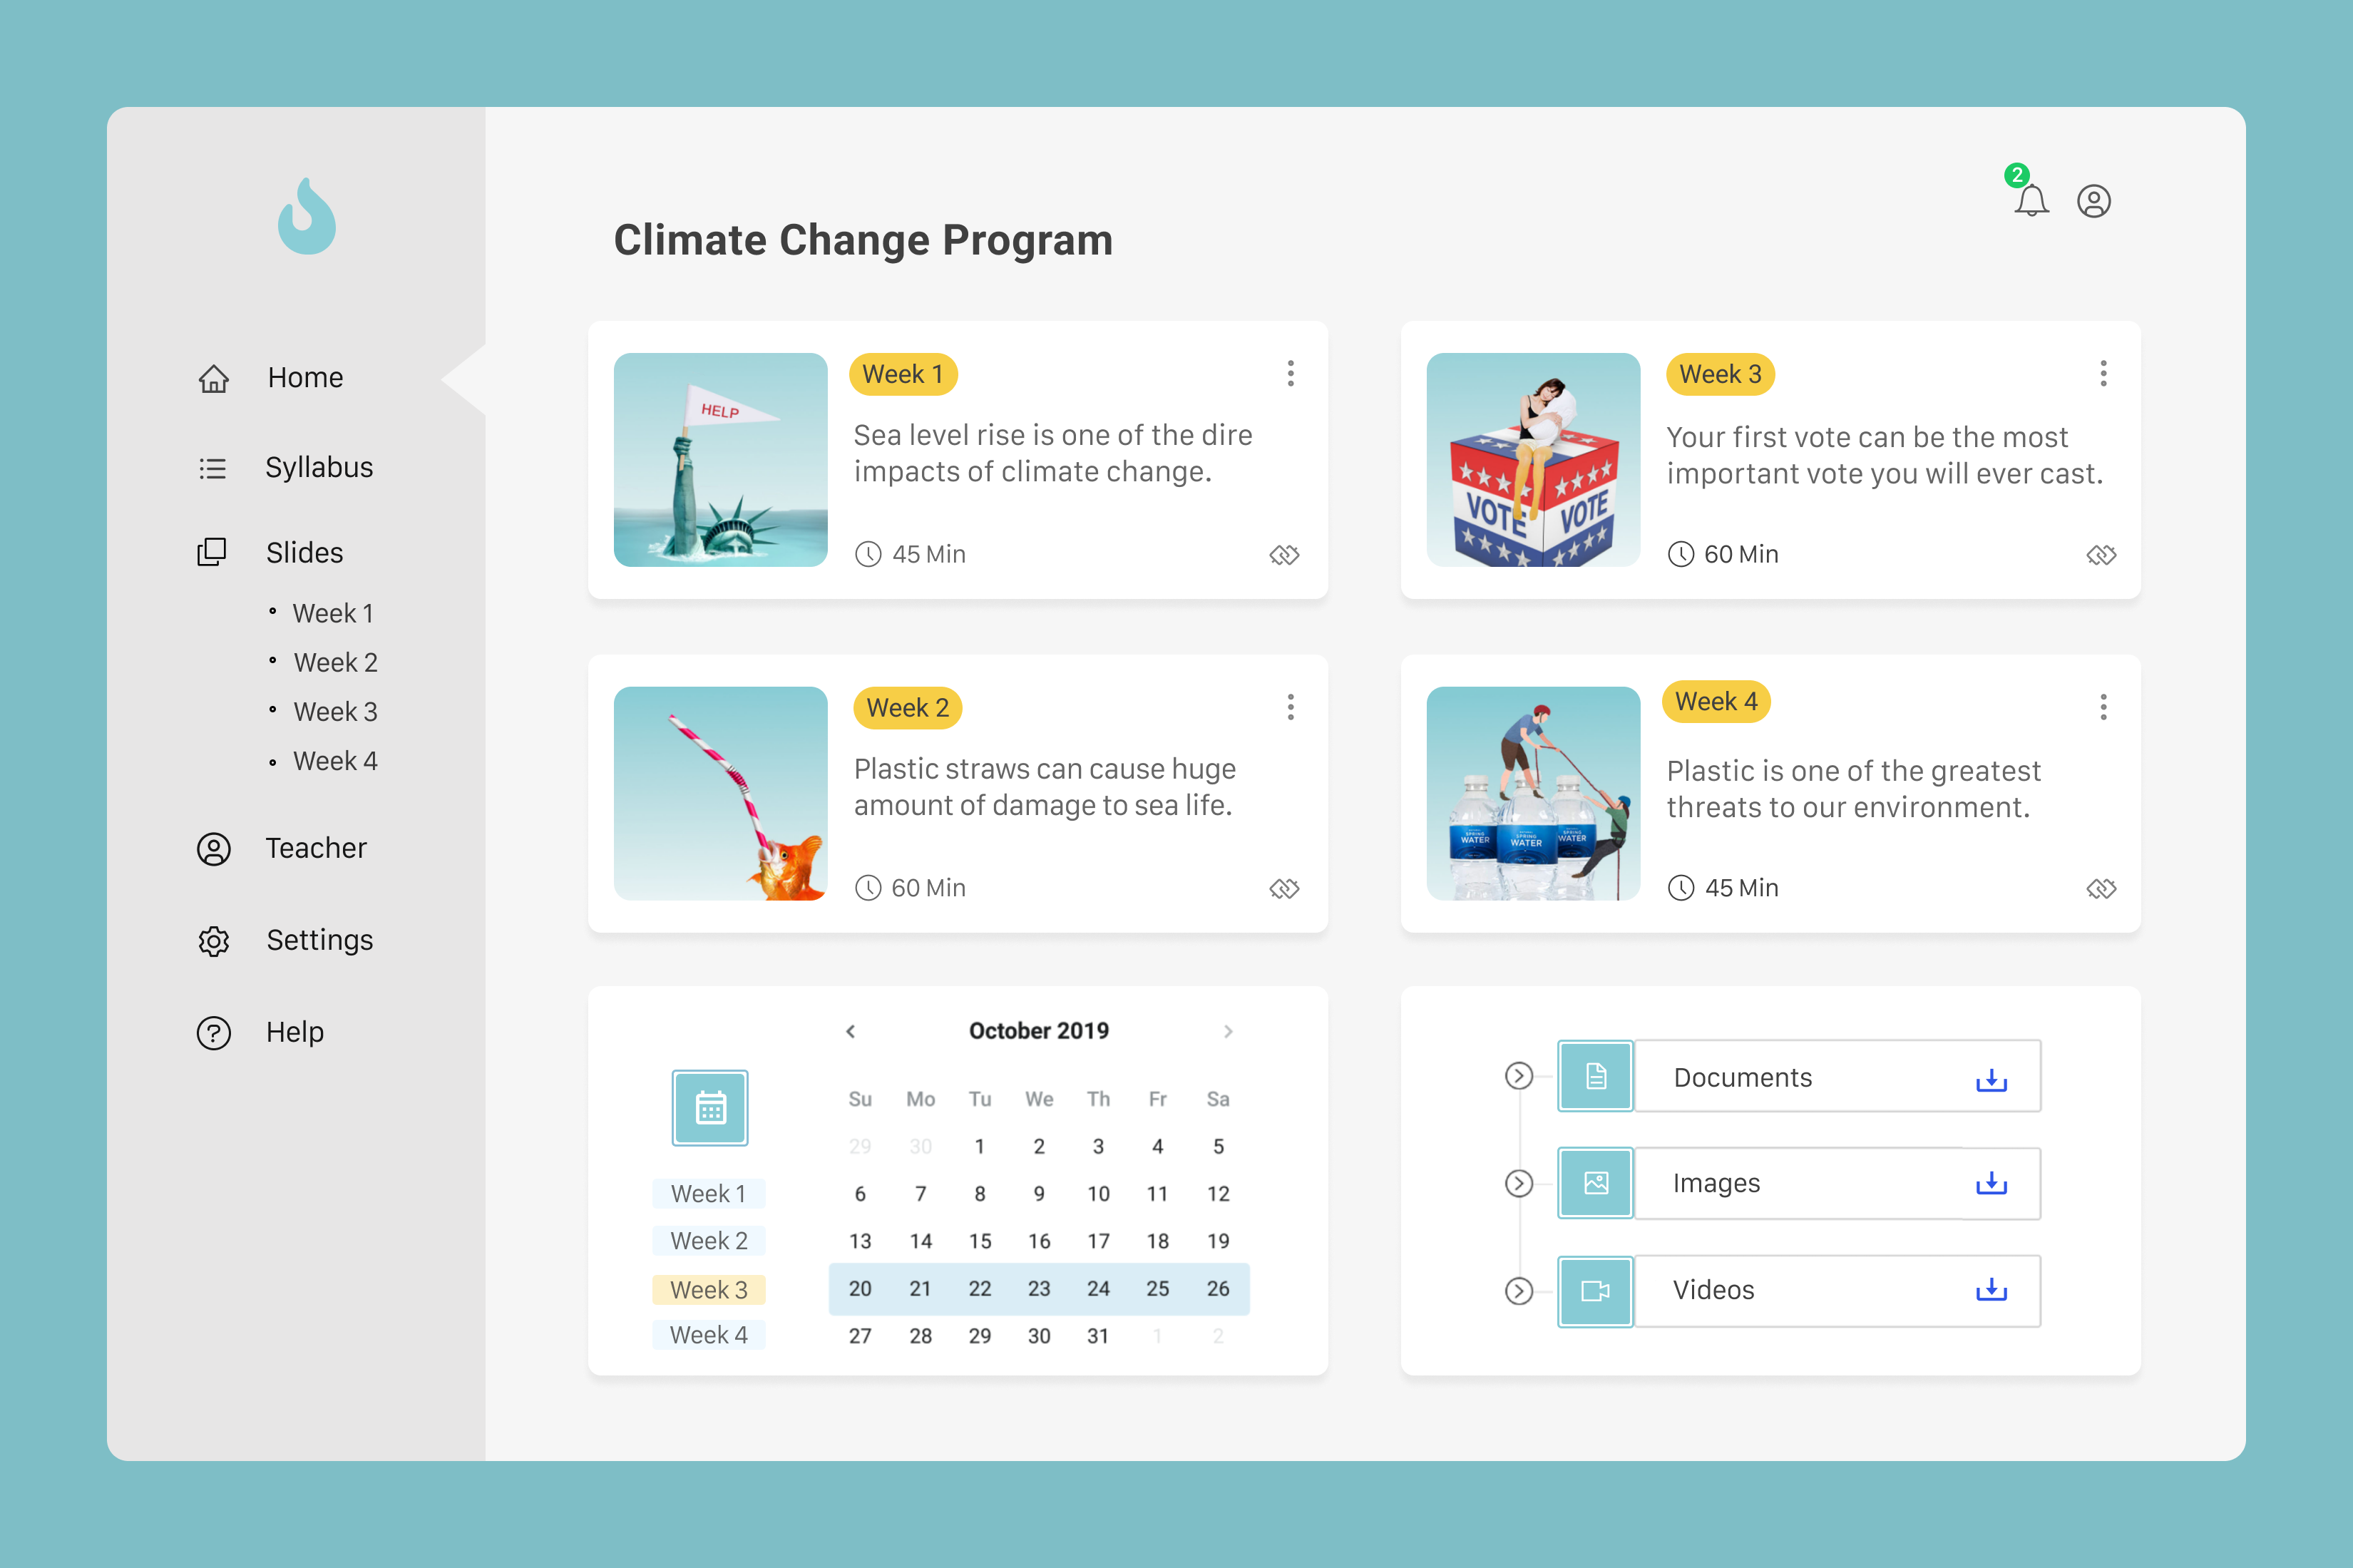 2
Climate Change Program
Home
Syllabus
Slides
Week 1
Week 2
Week 3
Week 4
Teacher
Settings
Help
HELP
Week 1
Sea level rise is one of the dire
impacts of climate change.
45 Min
VOTE VOTE
Week 3
Your first vote can be the most
important vote you will ever cast.
60 Min
Week 2
Plastic straws can cause huge
amount of damage to sea life.
60 Min
SPRING
WATER
SPRING
WATER
SPRING
WATER
Week 4
Plastic is one of the greatest
threats to our environment.
45 Min
Week 1
Week 2
Week 3
Week 4
October 2019
Su Mo Tu We Th Fr Sa
29 30 1 2 3 4 5
6 7 8 9 10 11 12
13 14 15 16 17 18 19
20 21 22 23 24 25 26
27 28 29 30 31 1 2
Documents
Images
Videos